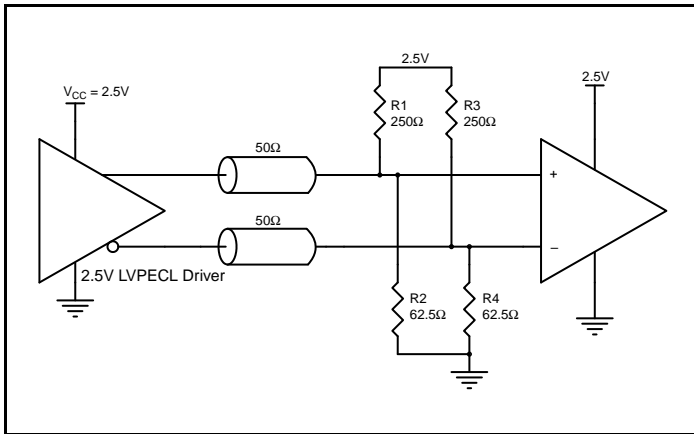 2.5V
V_CC = 2.5V
2.5V
R1
250Ω
R3
250Ω
50Ω
+
50Ω
–
2.5V LVPECL Driver
R2
62.5Ω
R4
62.5Ω